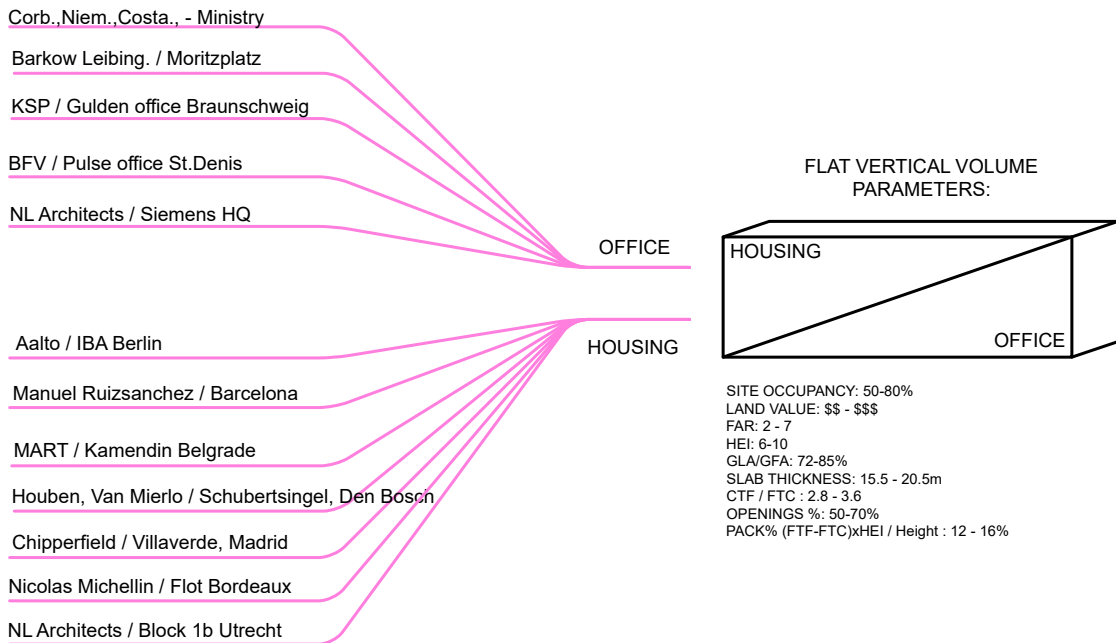 Corb.,Niem.,Costa., - Ministry
Barkow Leibing. / Moritzplatz
KSP / Gulden office Braunschweig
BFV / Pulse office St.Denis
NL Architects / Siemens HQ
OFFICE
Aalto / IBA Berlin
Manuel Ruizsanchez / Barcelona
MART / Kamendin Belgrade
Houben, Van Mierlo / Schubertsingel, Den Bosch
Chipperfield / Villaverde, Madrid
Nicolas Michellin / Flot Bordeaux
NL Architects / Block 1b Utrecht
HOUSING
FLAT VERTICAL VOLUME
PARAMETERS:
HOUSING
OFFICE
SITE OCCUPANCY: 50-80%
LAND VALUE: $$ - $$$
FAR: 2 - 7
HEI: 6-10
GLA/GFA: 72-85%
SLAB THICKNESS: 15.5 - 20.5m
CTF / FTC : 2.8 - 3.6
OPENINGS %: 50-70%
PACK% (FTF-FTC)xHEI / Height : 12 - 16%